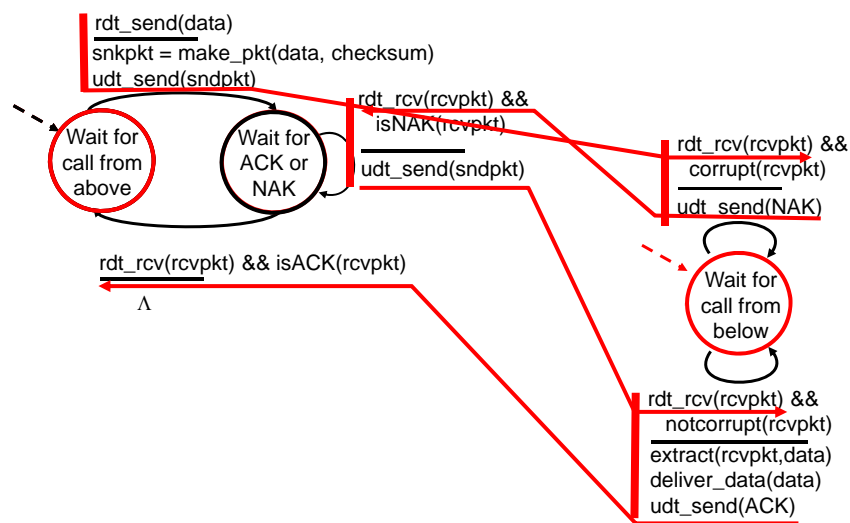 rdt_send(data)
snkpkt = make_pkt(data, checksum)
udt_send(sndpkt)
Wait for
call from
above
Wait for
ACK or
NAK
rdt_rcv(rcvpkt) &&
isNAK(rcvpkt)
udt_send(sndpkt)
rdt_rcv(rcvpkt) && isACK(rcvpkt)
Λ
rdt_rcv(rcvpkt) &&
corrupt(rcvpkt)
udt_send(NAK)
Wait for
call from
below
rdt_rcv(rcvpkt) &&
notcorrupt(rcvpkt)
extract(rcvpkt,data)
deliver_data(data)
udt_send(ACK)